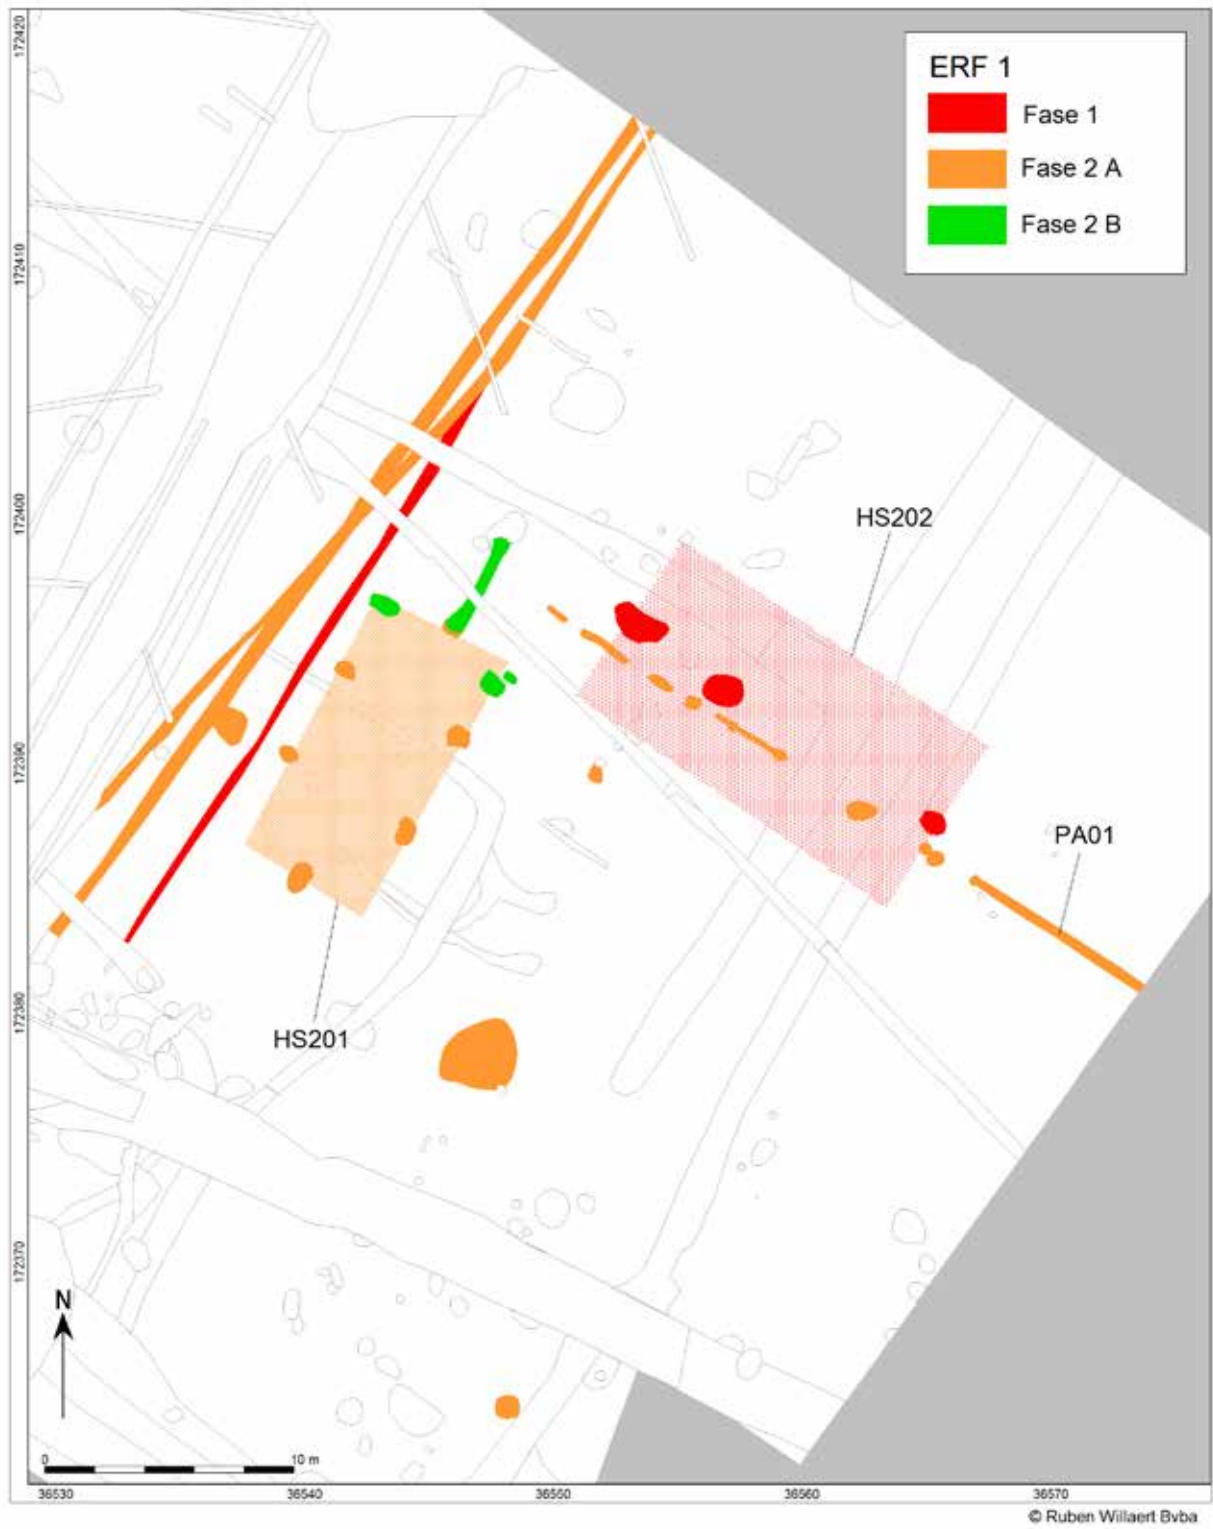 ERF 1
Fase 1
Fase 2 A
Fase 2 B
172420
172410
172400
172390
172380
172370
HS202
PA01
HS201
N
0
10 m
36530
36540
36550
36560
36570
© Ruben Willaert Bvba